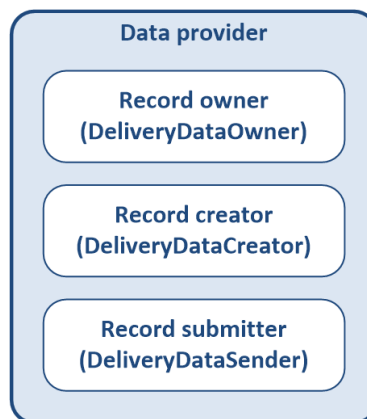 Data provider
Record owner
(DeliveryDataOwner)
Record creator
(DeliveryDataCreator)
Record submitter
(DeliveryDataSender)